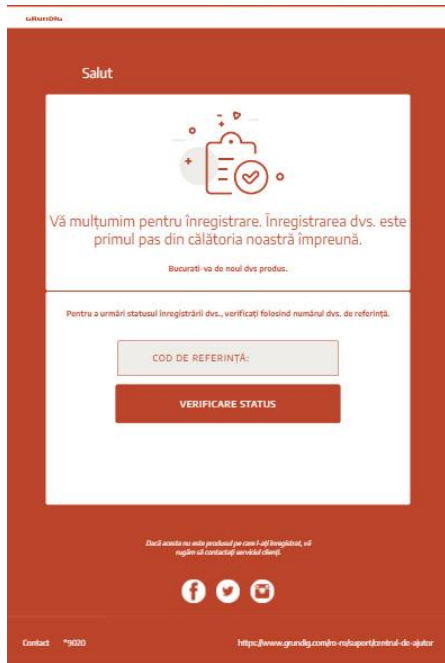 GRUNDIG
Salut
Vă mulțumim pentru înregistrare. Înregistrarea dvs. este
primul pas din călătoria noastră împreună.
Bucurati-va de noul dvs produs.
Pentru a urmări statusul înregistrării dvs., verificați folosind numărul dvs. de referință.
COD DE REFERINȚĂ:
VERIFICARE STATUS
Dacă acesta nu este produsul pe care l-ați înregistrat, vă
rugăm să contactați serviciul clienți.
Contact *9020 https://www.grundig.com/ro-ro/suport/central-de-ajutor